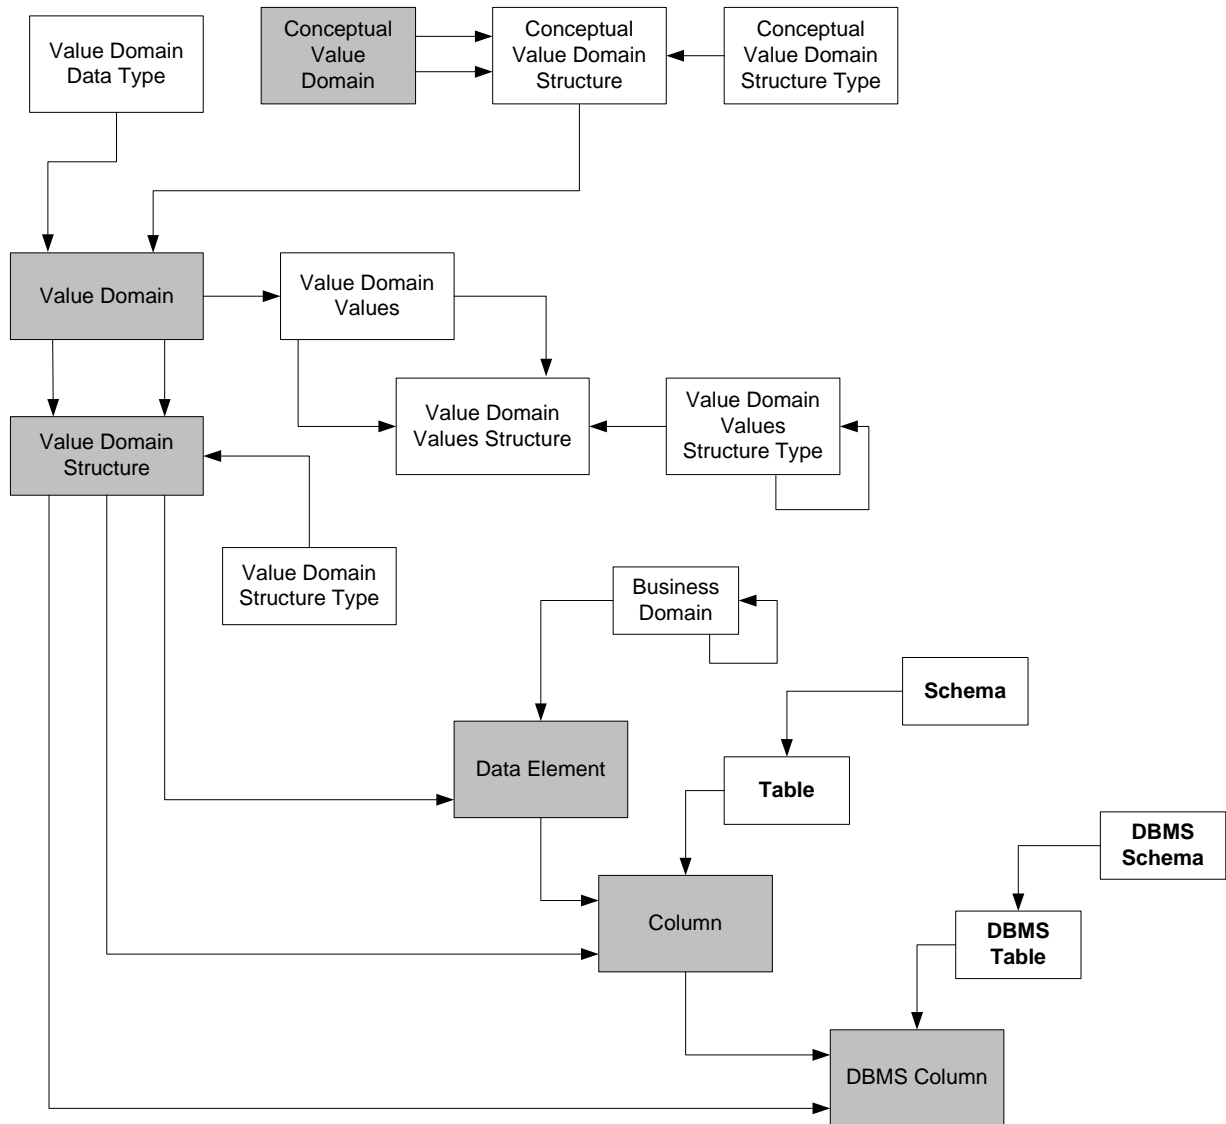 Value Domain
Data Type
Conceptual
Value
Domain
Conceptual
Value Domain
Structure
Conceptual
Value Domain
Structure Type
Value Domain
Value Domain
Values
Value Domain
Structure
Value Domain
Values Structure
Value Domain
Values
Structure Type
Value Domain
Structure Type
Business
Domain
Schema
Data Element
Table
DBMS
Schema
Column
DBMS
Table
DBMS Column